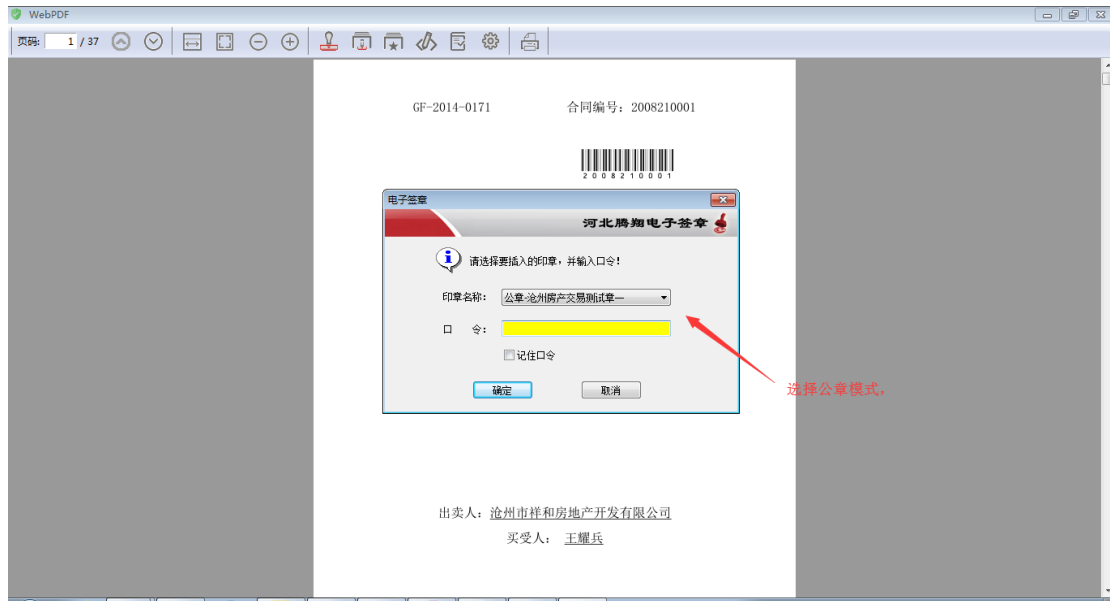 WebPDF
页码: 1 / 37
GF-2014-0171 合同编号: 2008210001
2008210001
电子签章
河北腾翔电子签章
请选择要插入的印章,并输入口令!
印章名称: 公章-沧州房产交易测试章一
口 令:
记住口令
确定 取消
选择公章模式,
出卖人: 沧州市祥和房地产开发有限公司
买受人: 王耀兵